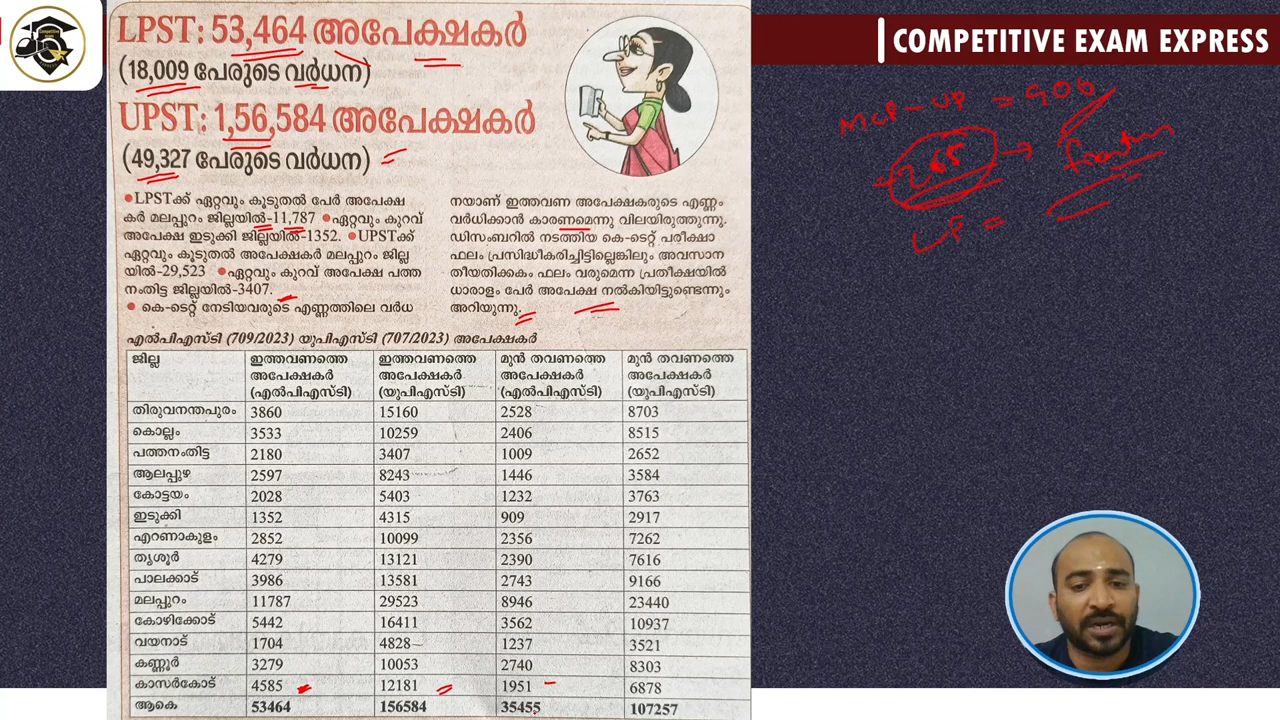 LPST: 53,464 അപേക്ഷകർ
(18,009 പേരുടെ വർധന)
UPST: 1,56,584 അപേക്ഷകർ
(49,327 പേരുടെ വർധന)
•LPSTക്ക് ഏറ്റവും കൂടുതൽ പേർ അപേക്ഷ
കർ മലപ്പുറം ജില്ലയിൽ-11,787 •ഏറ്റവും കുറവ്
അപേക്ഷ ഇടുക്കി ജില്ലയിൽ-1352. •UPSTക്ക്
ഏറ്റവും കൂടുതൽ അപേക്ഷകർ മലപ്പുറം ജില്ല
യിൽ-29,523 •ഏറ്റവും കുറവ് അപേക്ഷ പത്ത
നംതിട്ട ജില്ലയിൽ-3407.
• കെ-ടെറ്റ് നേടിയവരുടെ എണ്ണത്തിലെ വർധ
നയാണ് ഇത്തവണ അപേക്ഷകരുടെ എണ്ണം
വർധിക്കാൻ കാരണമെന്നു വിലയിരുത്തുന്നു.
ഡിസംബറിൽ നടത്തിയ കെ-ടെറ്റ് പരീക്ഷാ
ഫലം പ്രസിദ്ധീകരിച്ചിട്ടില്ലെങ്കിലും അവസാന
തീയതിക്കകം ഫലം വരുമെന്ന പ്രതീക്ഷയിൽ
ധാരാളം പേർ അപേക്ഷ നൽകിയിട്ടുണ്ടെന്നും
അറിയുന്നു.
എൽപിഎസ്ടി (709/2023) യുപിഎസ്ടി (707/2023) അപേക്ഷകർ
ജില്ല ഇത്തവണത്തെ അപേക്ഷകർ (എൽപിഎസ്ടി) ഇത്തവണത്തെ അപേക്ഷകർ (യുപിഎസ്ടി) മുൻ തവണത്തെ അപേക്ഷകർ (എൽപിഎസ്ടി) മുൻ തവണത്തെ അപേക്ഷകർ (യുപിഎസ്ടി)
തിരുവനന്തപുരം 3860 15160 2528 8703
കൊല്ലം 3533 10259 2406 8515
പത്തനംതിട്ട 2180 3407 1009 2652
ആലപ്പുഴ 2597 8243 1446 3584
കോട്ടയം 2028 5403 1232 3763
ഇടുക്കി 1352 4315 909 2917
എറണാകുളം 2852 10099 2356 7262
തൃശൂർ 4279 13121 2390 7616
പാലക്കാട് 3986 13581 2743 9166
മലപ്പുറം 11787 29523 8946 23440
കോഴിക്കോട് 5442 16411 3562 10937
വയനാട് 1704 4828 1237 3521
കണ്ണൂർ 3279 10053 2740 8303
കാസർകോട് 4585 12181 1951 6878
ആകെ 53464 156584 35455 107257
COMPETITIVE EXAM EXPRESS
MLP-UP = 906
= 265 →
LP =